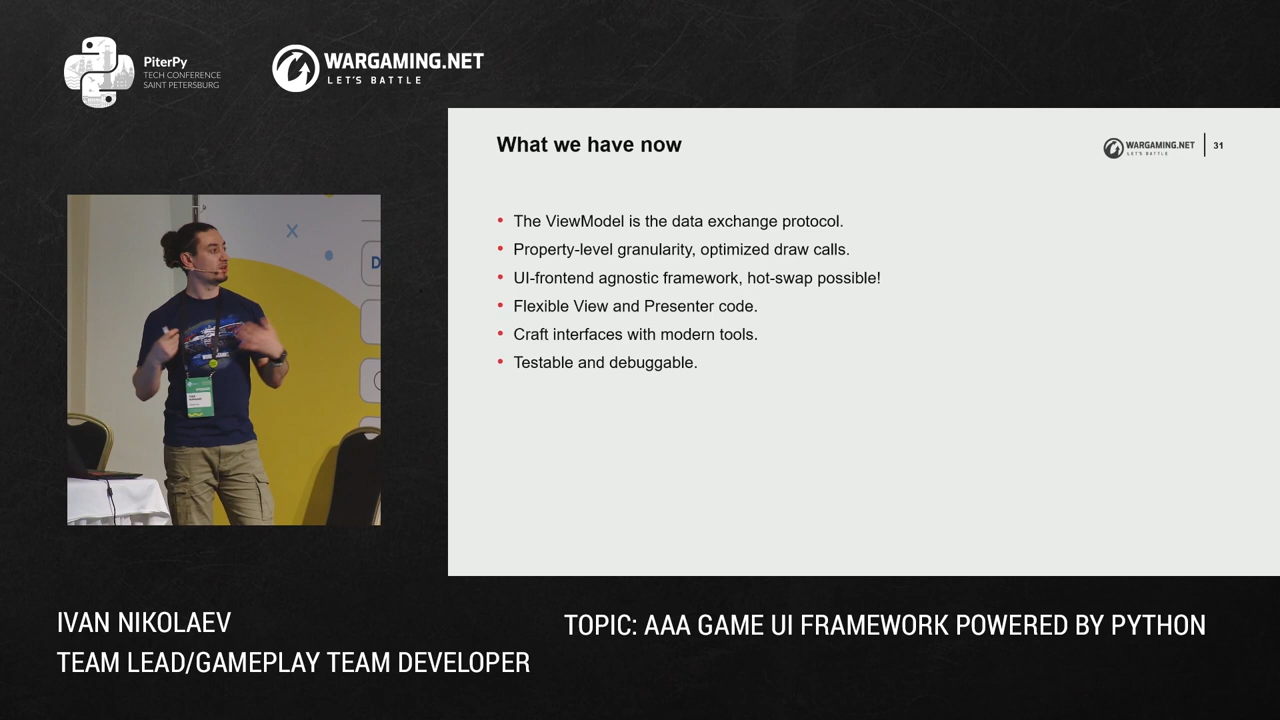 PiterPy
TECH CONFERENCE
SAINT PETERSBURG
WARGAMING.NET
LET'S BATTLE
What we have now
WARGAMING.NET
LET'S BATTLE
31
• The ViewModel is the data exchange protocol.
• Property-level granularity, optimized draw calls.
• UI-frontend agnostic framework, hot-swap possible!
• Flexible View and Presenter code.
• Craft interfaces with modern tools.
• Testable and debuggable.
D
IVAN NIKOLAEV
TEAM LEAD/GAMEPLAY TEAM DEVELOPER
TOPIC: AAA GAME UI FRAMEWORK POWERED BY PYTHON